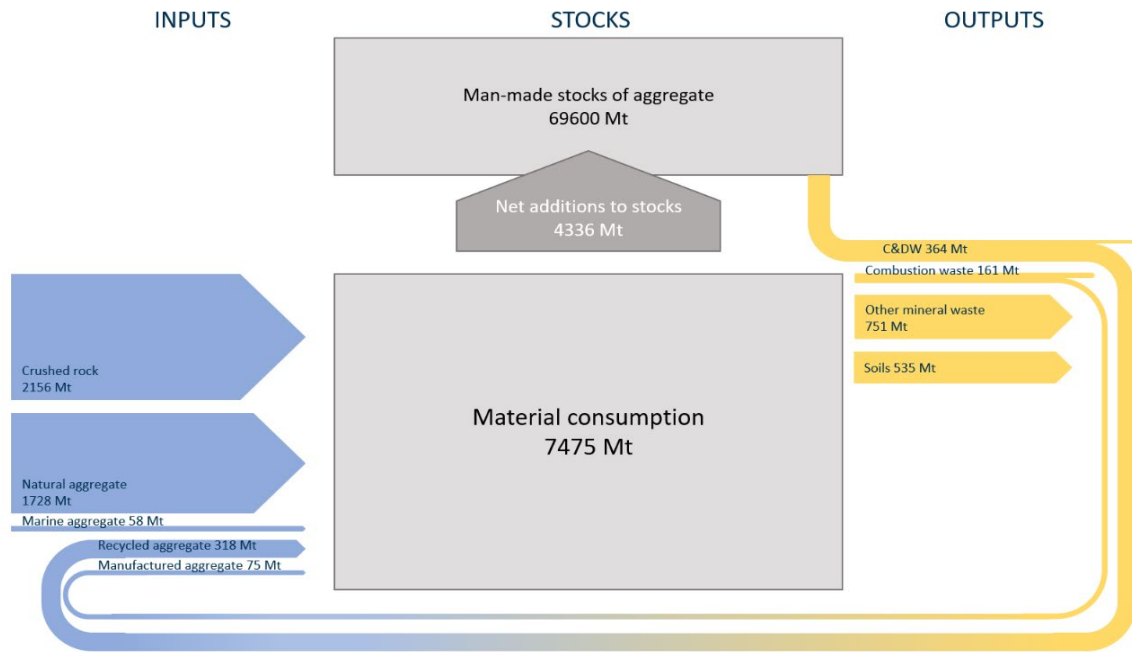 INPUTS
STOCKS
OUTPUTS
Man-made stocks of aggregate
69600 Mt
Net additions to stocks
4336 Mt
C&DW 364 Mt
Combustion waste 161 Mt
Other mineral waste
751 Mt
Soils 535 Mt
Crushed rock
2156 Mt
Material consumption
7475 Mt
Natural aggregate
1728 Mt
Marine aggregate 58 Mt
Recycled aggregate 318 Mt
Manufactured aggregate 75 Mt